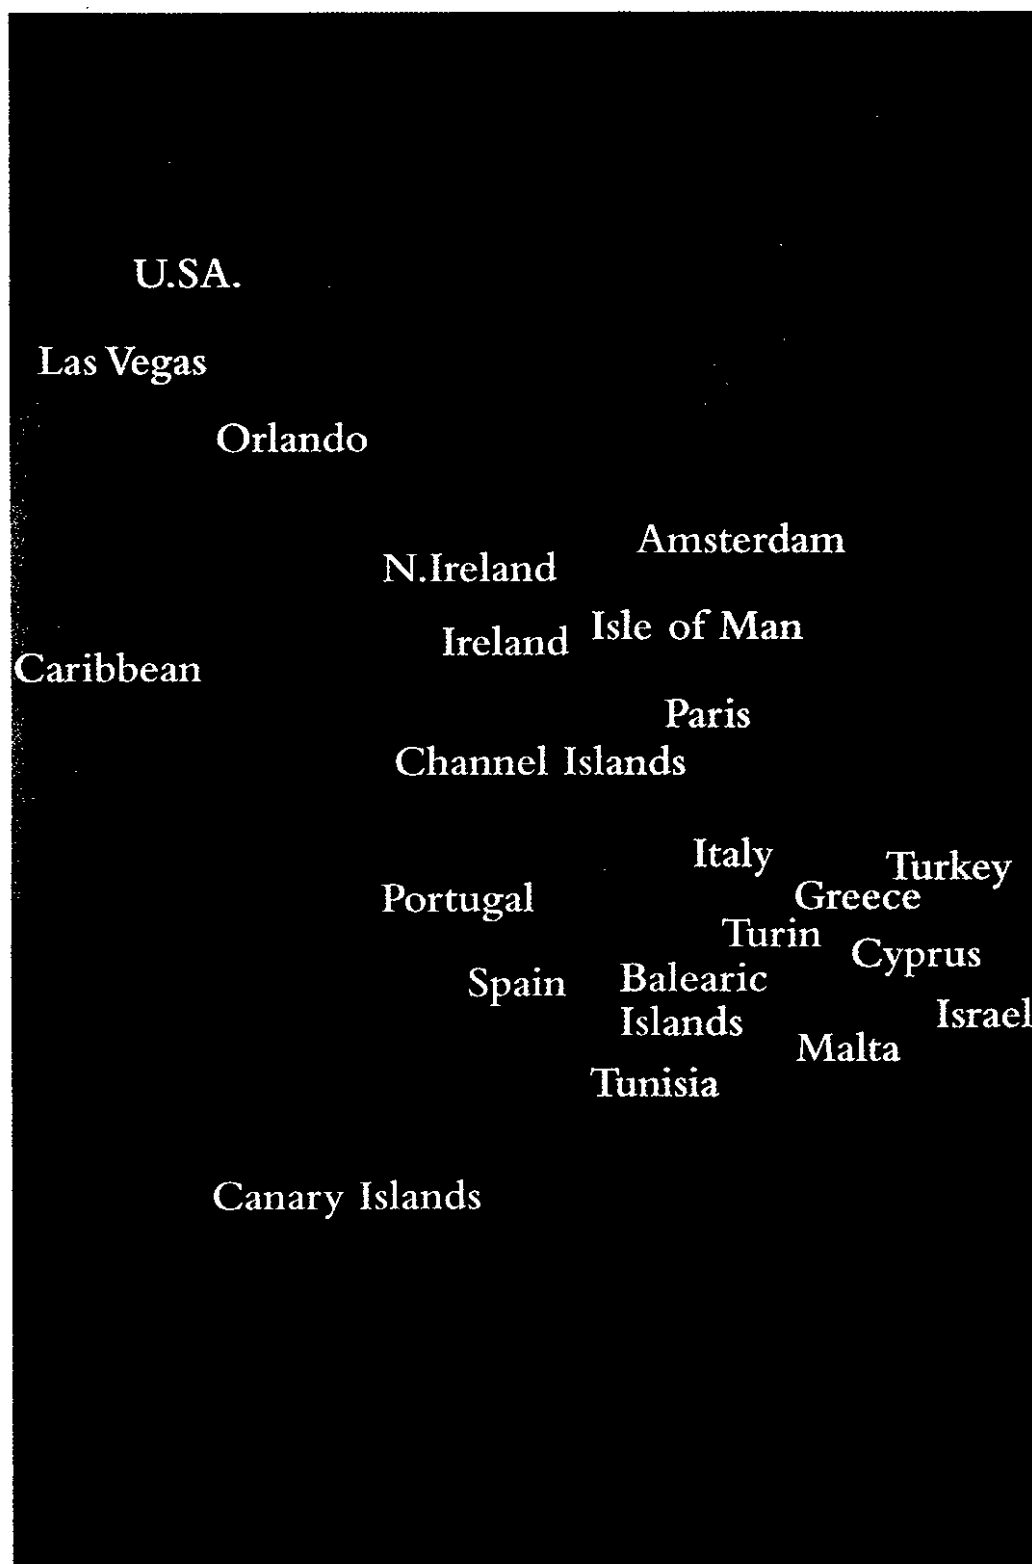 U.SA.
Las Vegas
Orlando
Amsterdam
N.Ireland
Isle of Man
Ireland
Caribbean
Paris
Channel Islands
Italy
Turkey
Greece
Portugal
Turin
Cyprus
Spain
Balearic
Islands
Israel
Malta
Tunisia
Canary Islands